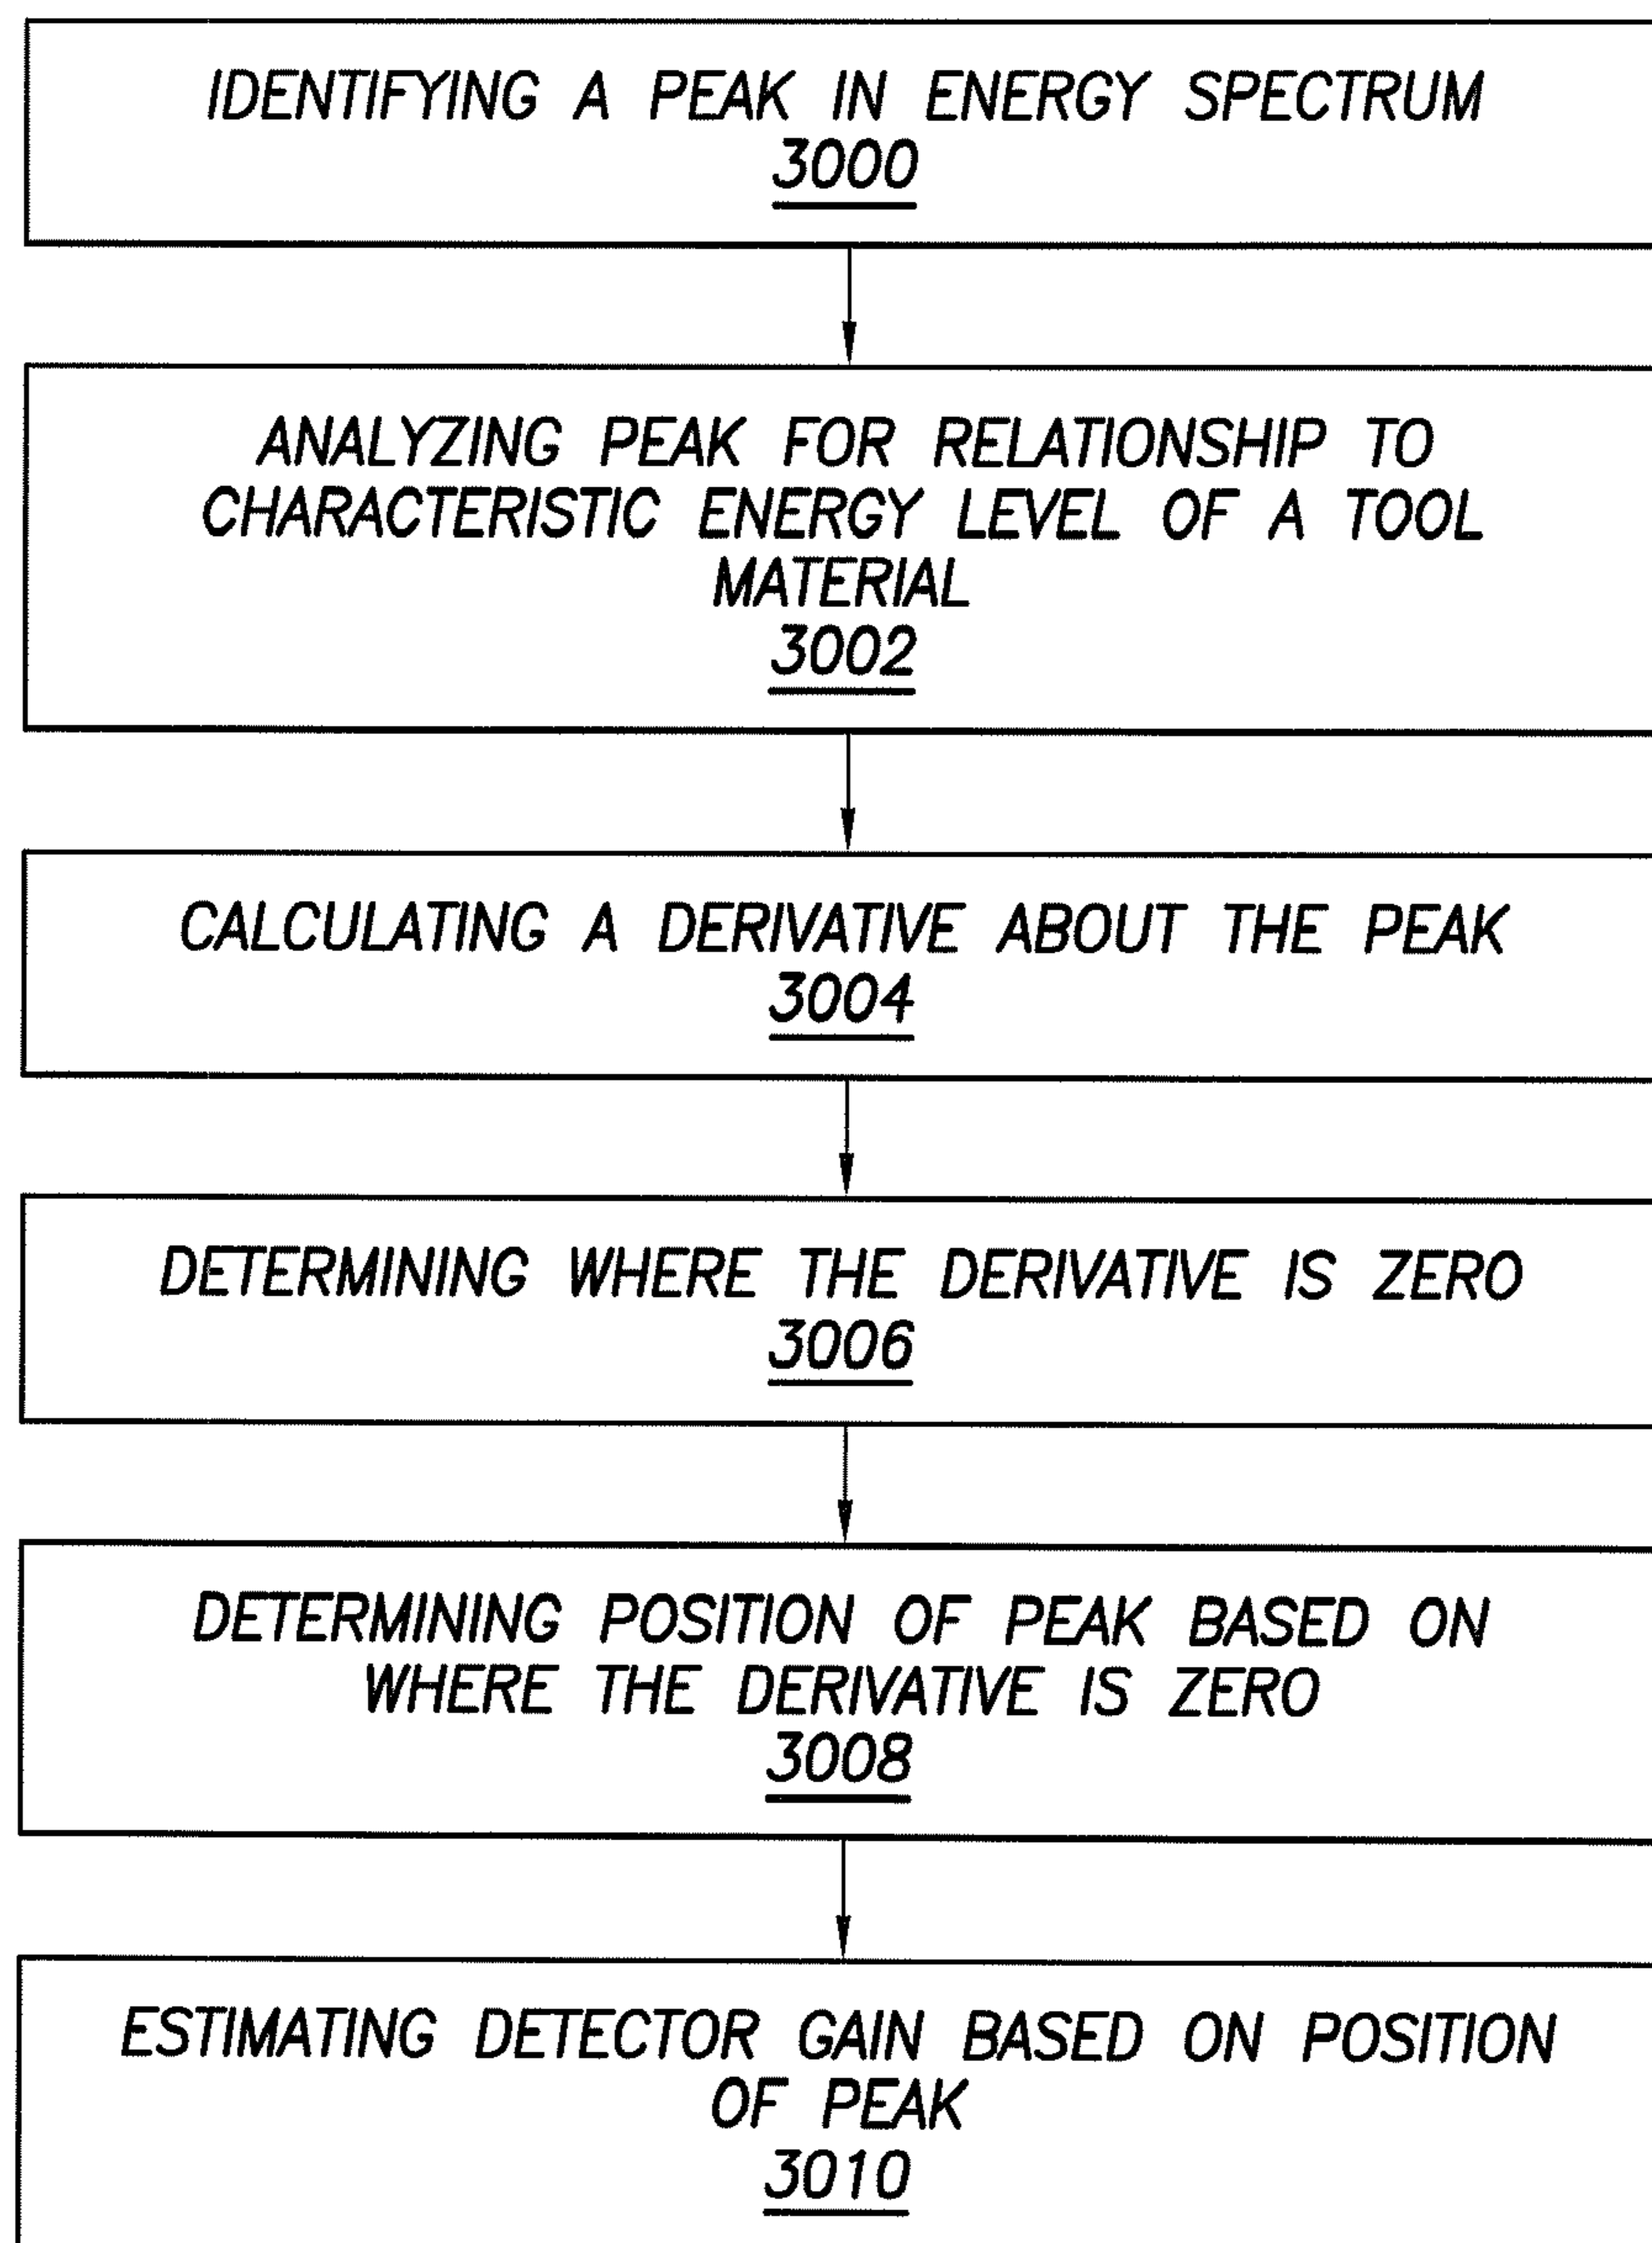 IDENTIFYING A PEAK IN ENERGY SPECTRUM
3000
ANALYZING PEAK FOR RELATIONSHIP TO
CHARACTERISTIC ENERGY LEVEL OF A TOOL
MATERIAL
3002
CALCULATING A DERIVATIVE ABOUT THE PEAK
3004
DETERMINING WHERE THE DERIVATIVE IS ZERO
3006
DETERMINING POSITION OF PEAK BASED ON
WHERE THE DERIVATIVE IS ZERO
3008
ESTIMATING DETECTOR GAIN BASED ON POSITION
OF PEAK
3010